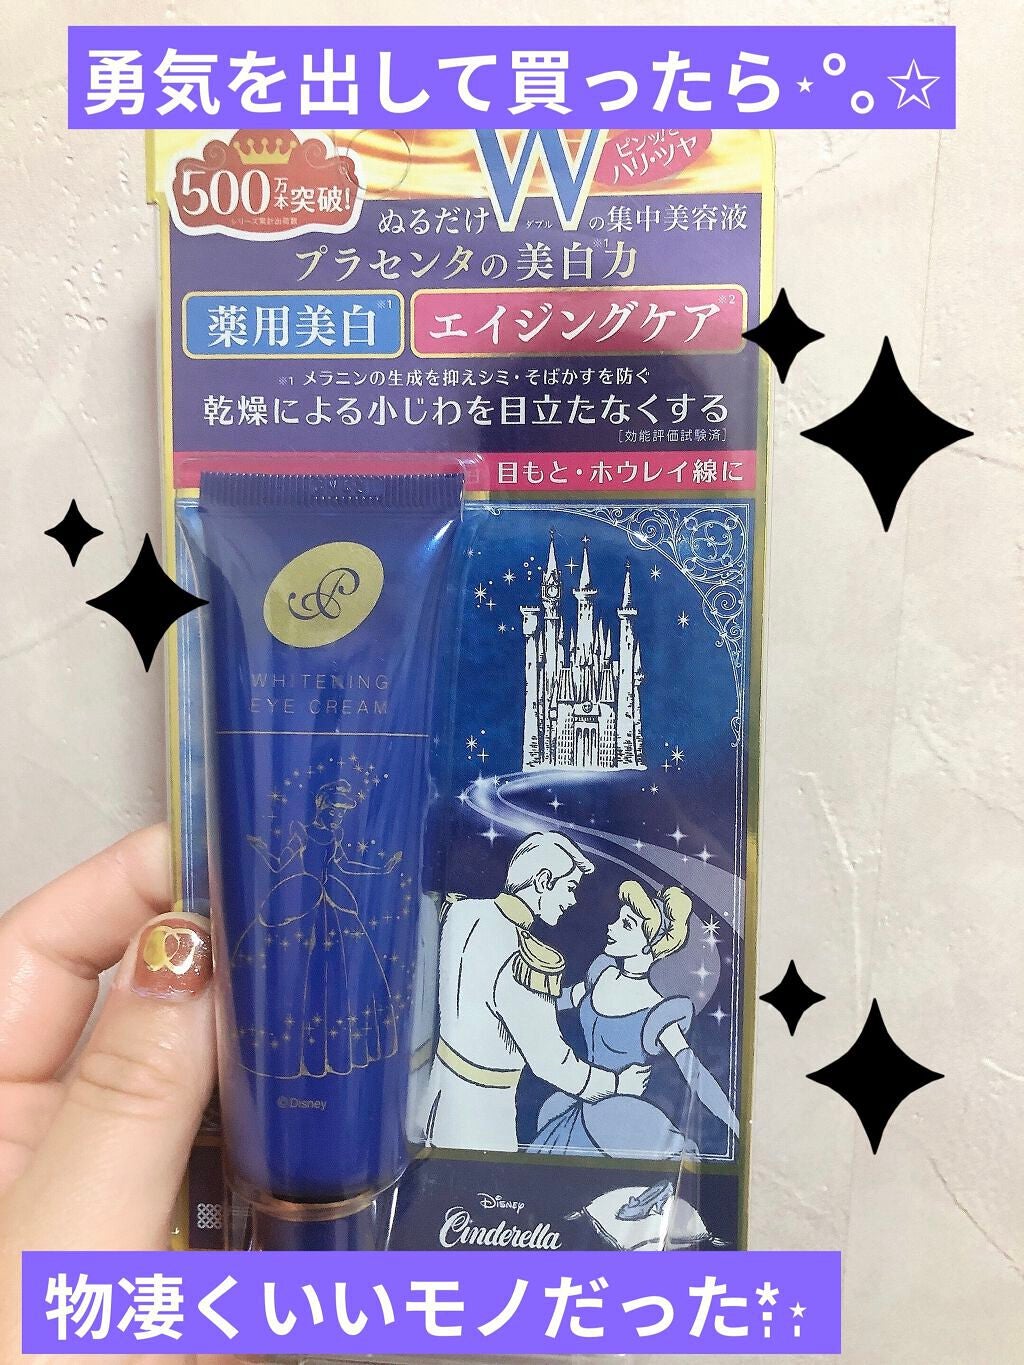 勇気を出して買ったら⋆°｡☆
W
ピンッ!と
ハリ・ツヤ
500万本突破!
シリーズ累計出荷数
ぬるだけ ダブル の集中美容液
プラセンタの美白力※1
薬用美白※1 エイジングケア※2
※1 メラニンの生成を抑えシミ・そばかすを防ぐ
乾燥による小じわを目立たなくする
[効能評価試験済]
目もと・ホウレイ線に
WHITENING
EYE CREAM
©Disney
Disney
Cinderella
物凄くいいモノだった⁂⋆